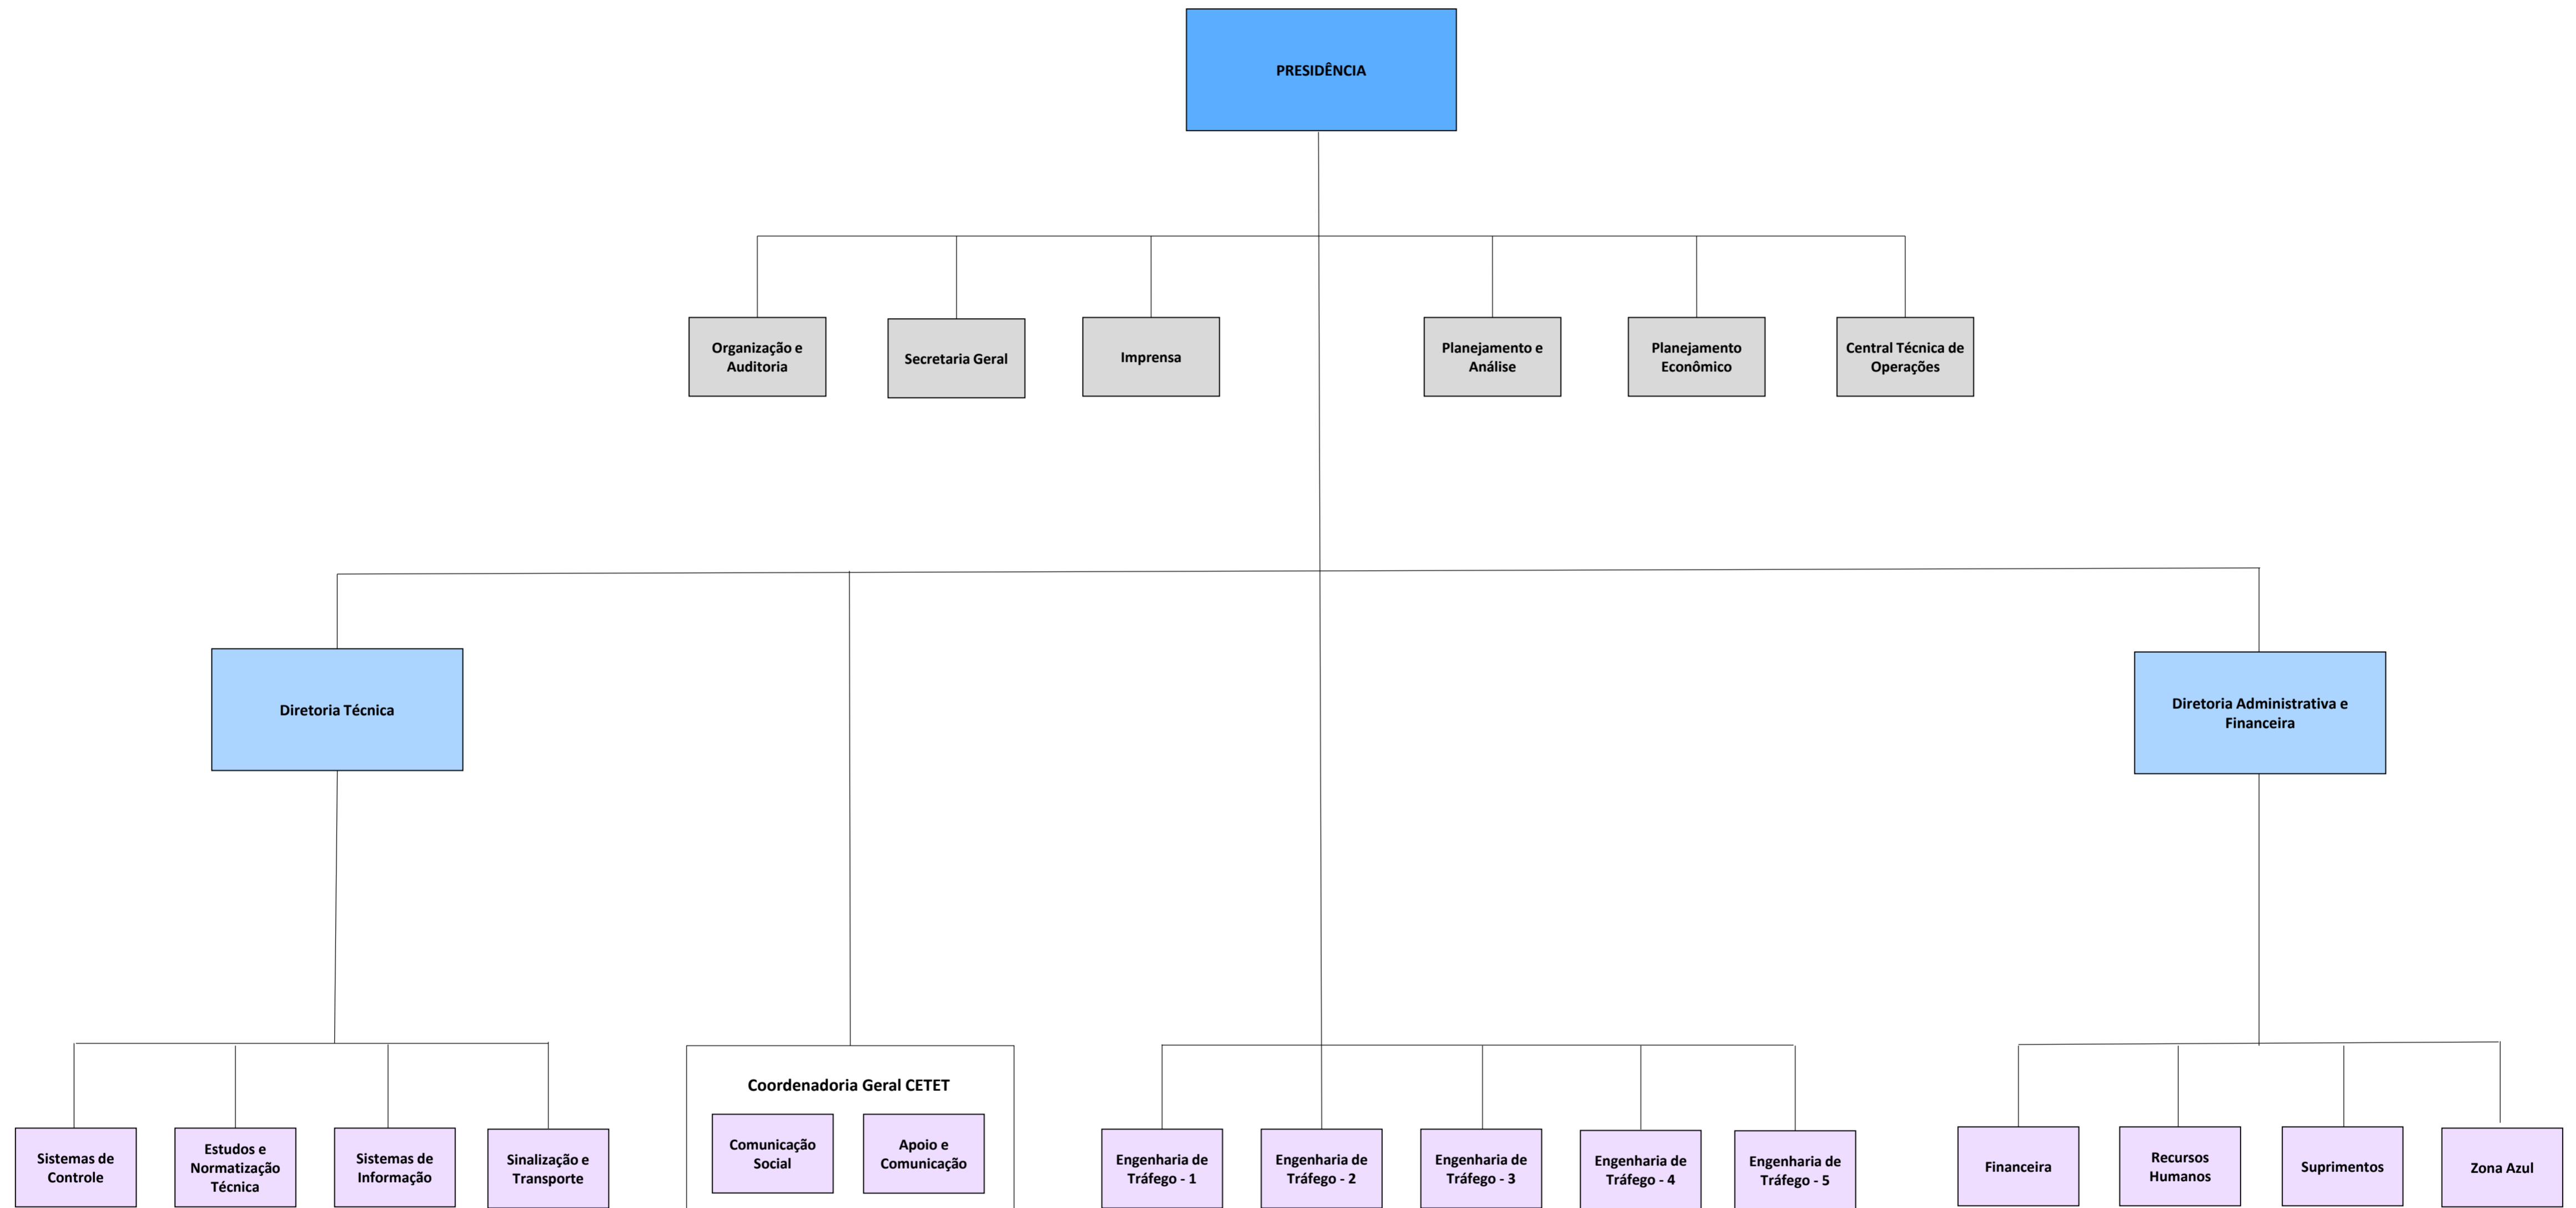 PRESIDÊNCIA
Organização e
Auditoria
Secretaria Geral
Imprensa
Planejamento e
Análise
Planejamento
Econômico
Central Técnica de
Operações
Diretoria Técnica
Diretoria Administrativa e
Financeira
Sistemas de
Controle
Estudos e
Normatização
Técnica
Sistemas de
Informação
Sinalização e
Transporte
Coordenadoria Geral CETET
Comunicação
Social
Apoio e
Comunicação
Engenharia de
Tráfego - 1
Engenharia de
Tráfego - 2
Engenharia de
Tráfego - 3
Engenharia de
Tráfego - 4
Engenharia de
Tráfego - 5
Financeira
Recursos
Humanos
Suprimentos
Zona Azul